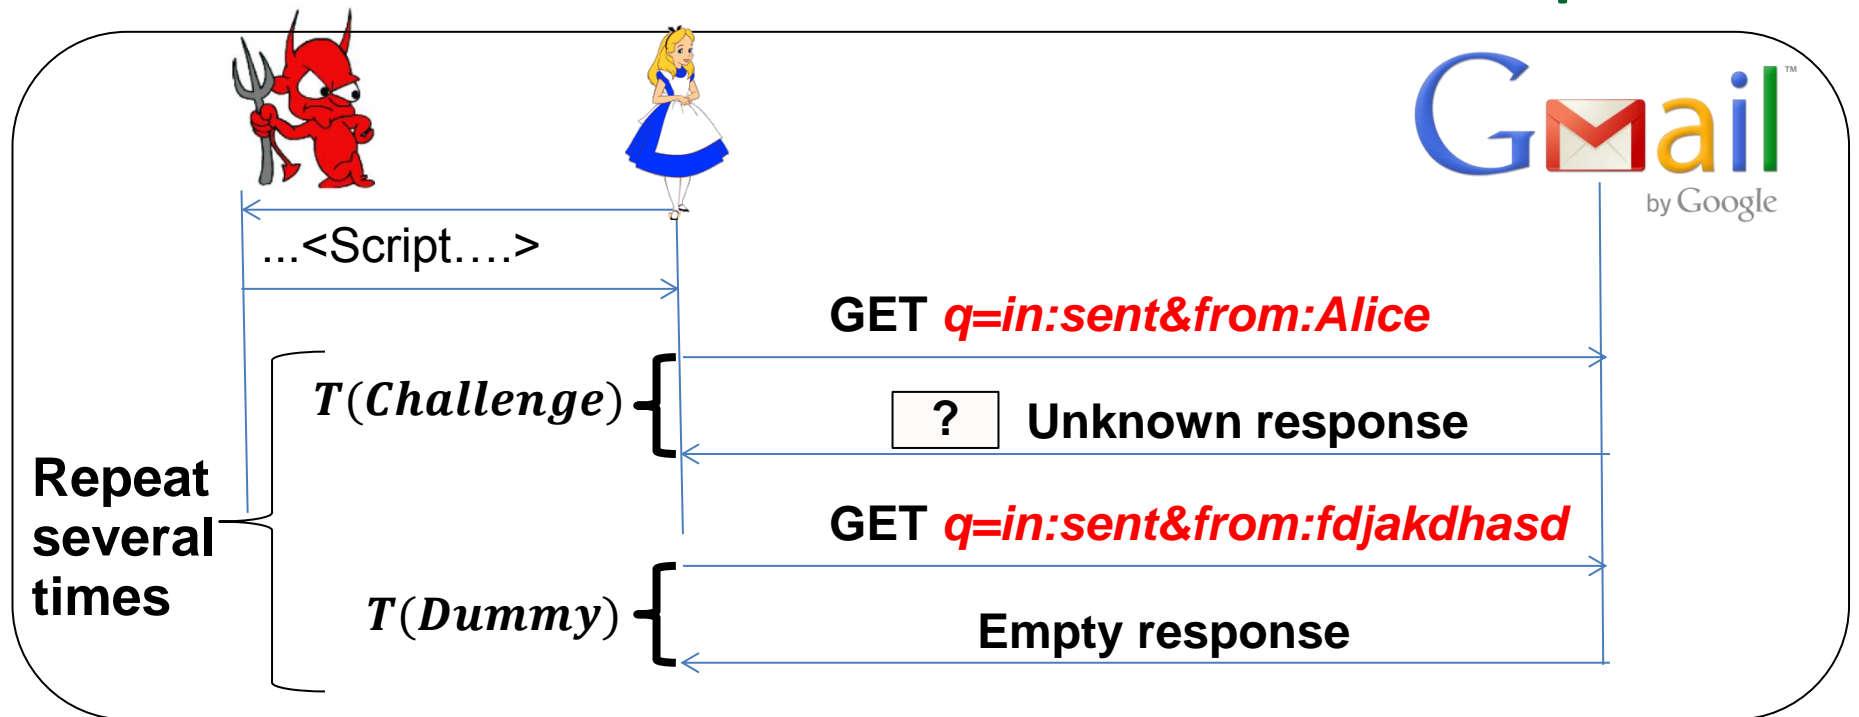 Gmail™
by Google
...<Script....>
GET q=in:sent&from:Alice
T(Challenge)
? Unknown response
Repeat
several
times
GET q=in:sent&from:fdjakdhasd
T(Dummy)
Empty response